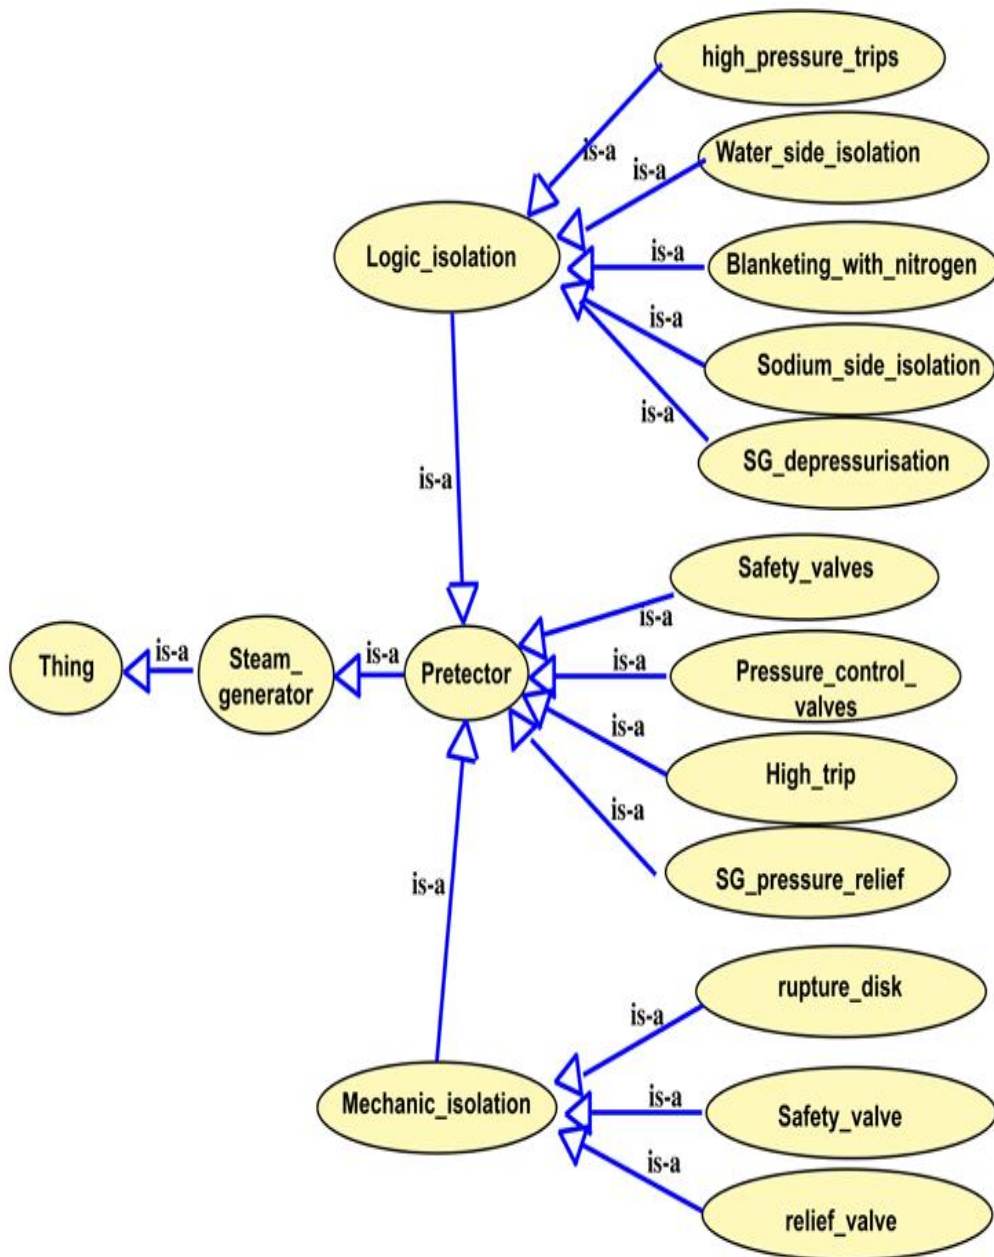 high_pressure_trips
is-a
Water_side_isolation
is-a
Logic_isolation
is-a
Blanketing_with_nitrogen
is-a
Sodium_side_isolation
is-a
SG_depressurisation
is-a
Safety_valves
is-a
Thing
is-a
Steam_
generator
is-a
Pretector
is-a
Pressure_control_
valves
is-a
High_trip
is-a
SG_pressure_relief
is-a
rupture_disk
is-a
Mechanic_isolation
is-a
Safety_valve
is-a
relief_valve